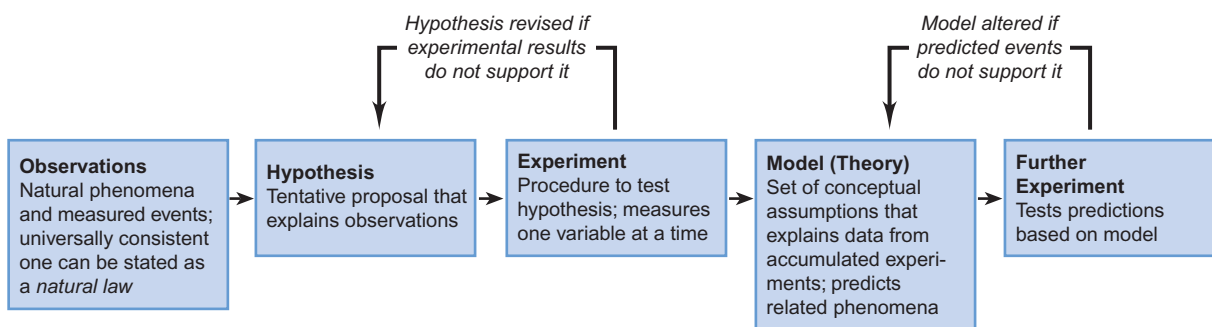 Hypothesis revised if
experimental results
do not support it
Model altered if
predicted events
do not support it
Observations
Natural phenomena
and measured events;
universally consistent
one can be stated as
a natural law
Hypothesis
Tentative proposal that
explains observations
Experiment
Procedure to test
hypothesis; measures
one variable at a time
Model (Theory)
Set of conceptual
assumptions that
explains data from
accumulated experi-
ments; predicts
related phenomena
Further
Experiment
Tests predictions
based on model